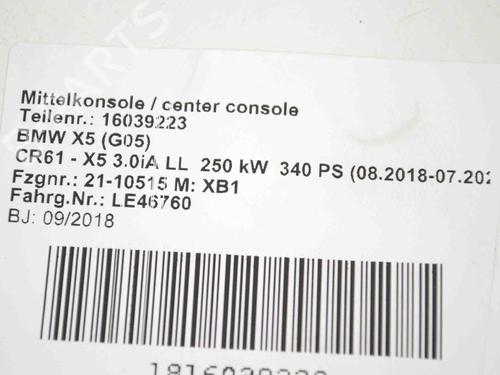 PARTS
Mittelkonsole / center console
Teilenr.: 16039223
BMW X5 (G05)
CR61 - X5 3.0iA LL 250 kW 340 PS (08.2018-07.202
Fzgnr.: 21-10515 M: XB1
Fahrg.Nr.: LE46760
BJ: 09/2018